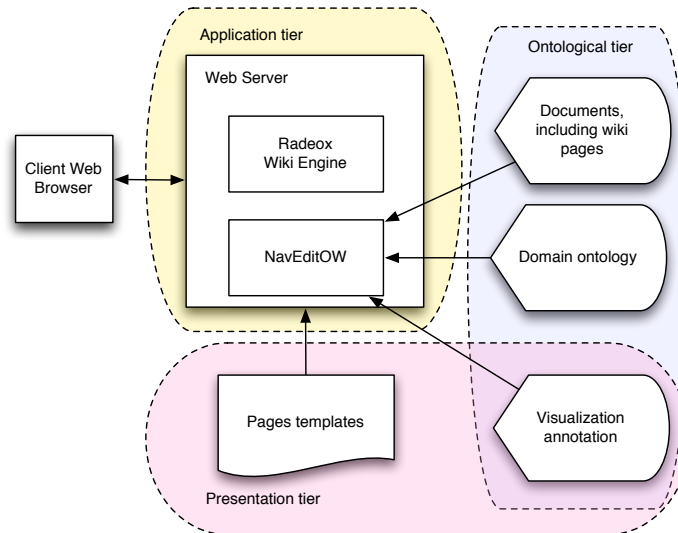 Application tier
Ontological tier
Web Server
Documents,
including wiki
pages
Radeox
Wiki Engine
Client Web
Browser
NavEditOW
Domain ontology
Pages templates
Visualization
annotation
Presentation tier